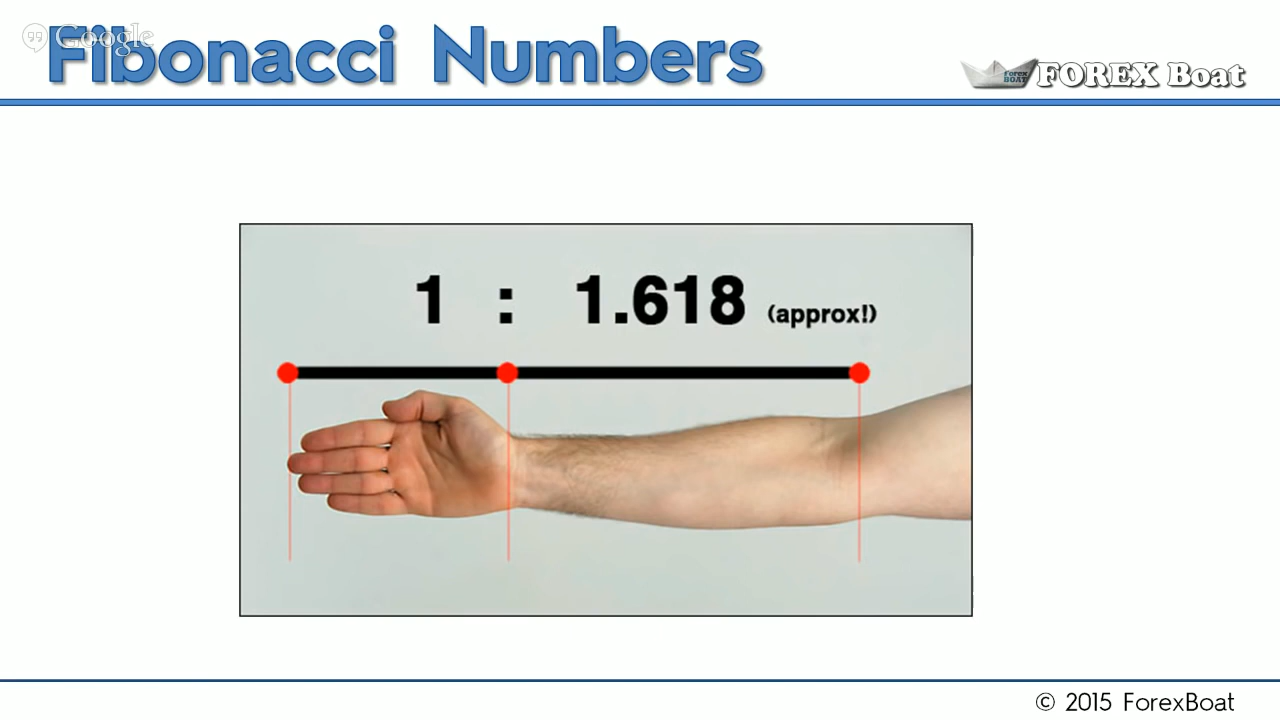 Fibonacci Numbers
Google
Forex
BOAT
FOREX Boat
1 : 1.618 (approx!)
© 2015 ForexBoat